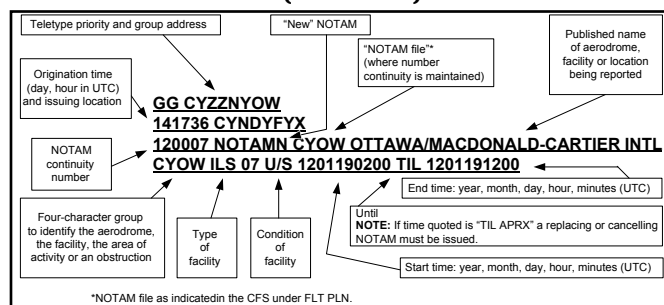 Teletype priority and group address
"New" NOTAM
Published name
of aerodrome,
facility or location
being reported
"NOTAM file"*
(where number
continuity is maintained)
Origination time
(day, hour in UTC)
and issuing location
GG CYZZNYOW
141736 CYNDYFYX
120007 NOTAMN CYOW OTTAWA/MACDONALD-CARTIER INTL
CYOW ILS 07 U/S 1201190200 TIL 1201191200
NOTAM
continuity
number
End time: year, month, day, hour, minutes (UTC)
Four-character group
to identify the aerodrome,
the facility, the area of
activity or an obstruction
Type
of
facility
Condition
of
facility
Until
NOTE: If time quoted is "TIL APRX" a replacing or cancelling
NOTAM must be issued.
Start time: year, month, day, hour, minutes (UTC)
*NOTAM file as indicatedin the CFS under FLT PLN.